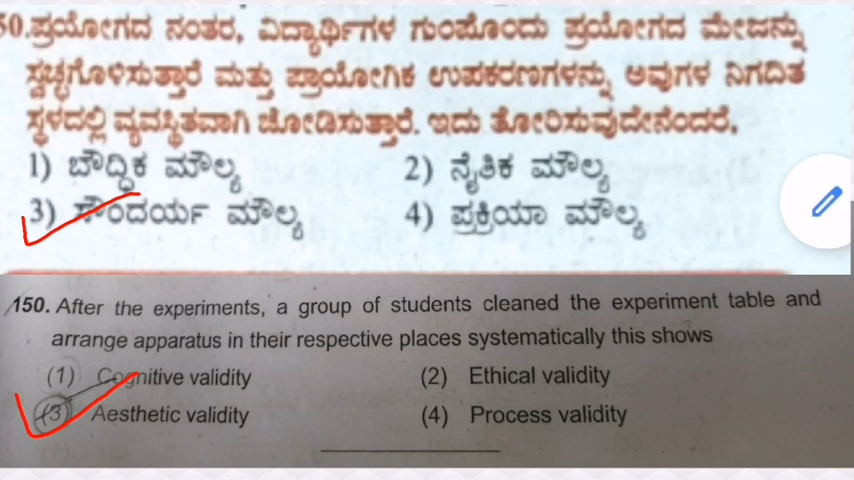 50.ಪ್ರಯೋಗದ ನಂತರ, ವಿದ್ಯಾರ್ಥಿಗಳ ಗುಂಪೊಂದು ಪ್ರಯೋಗದ ಮೇಜನ್ನು
ಸ್ವಚ್ಛಗೊಳಿಸುತ್ತಾರೆ ಮತ್ತು ಪ್ರಾಯೋಗಿಕ ಉಪಕರಣಗಳನ್ನು ಅವುಗಳ ನಿಗದಿತ
ಸ್ಥಳದಲ್ಲಿ ವ್ಯವಸ್ಥಿತವಾಗಿ ಜೋಡಿಸುತ್ತಾರೆ. ಇದು ತೋರಿಸುವುದೇನೆಂದರೆ,
1) ಬೌದ್ಧಿಕ ಮೌಲ್ಯ 2) ನೈತಿಕ ಮೌಲ್ಯ
3) ಸೌಂದರ್ಯ ಮೌಲ್ಯ 4) ಪ್ರಕ್ರಿಯಾ ಮೌಲ್ಯ
150. After the experiments, a group of students cleaned the experiment table and
arrange apparatus in their respective places systematically this shows
(1) Cognitive validity (2) Ethical validity
(3) Aesthetic validity (4) Process validity